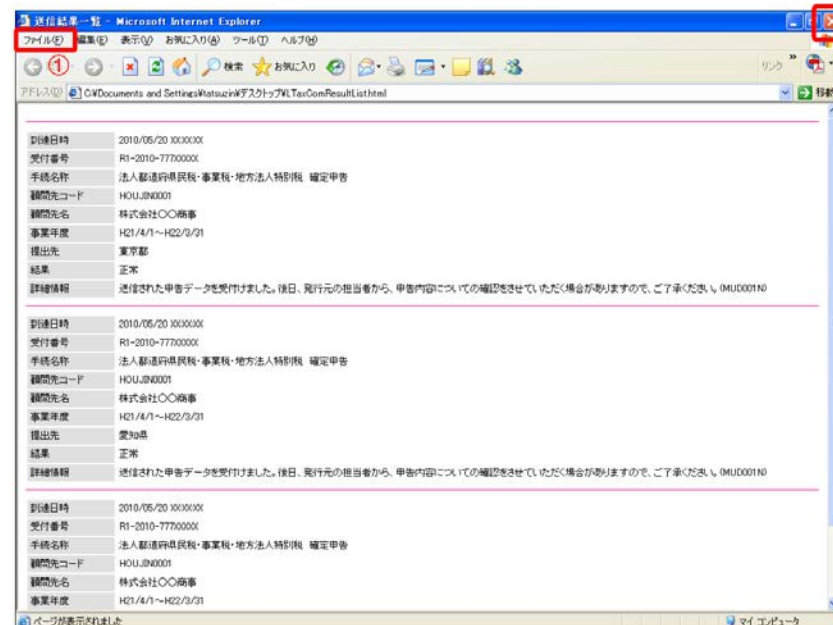 送信結果一覧 - Microsoft Internet Explorer
ファイル(F) 編集(E) 表示(V) お気に入り(A) ツール(T) ヘルプ(H)
① 検索 お気に入り リンク »
アドレス(D) C:¥Documents and Settings¥tatsuzin¥デスクトップ¥LTaxComResultList.html 移動
到達日時 2010/05/20 XX:XX:XX
受付番号 R1-2010-777XXXXX
手続名称 法人都道府県民税・事業税・地方法人特別税 確定申告
顧問先コード HOUJIN0001
顧問先名 株式会社〇〇商事
事業年度 H21/4/1～H22/3/31
提出先 東京都
結果 正常
詳細情報 送信された申告データを受付けました。後日、発行元の担当者から、申告内容についての確認をさせていただく場合がありますので、ご了承ください。(MUD001N)
到達日時 2010/05/20 XX:XX:XX
受付番号 R1-2010-777XXXXX
手続名称 法人都道府県民税・事業税・地方法人特別税 確定申告
顧問先コード HOUJIN0001
顧問先名 株式会社〇〇商事
事業年度 H21/4/1～H22/3/31
提出先 愛知県
結果 正常
詳細情報 送信された申告データを受付けました。後日、発行元の担当者から、申告内容についての確認をさせていただく場合がありますので、ご了承ください。(MUD001N)
到達日時 2010/05/20 XX:XX:XX
受付番号 R1-2010-777XXXXX
手続名称 法人都道府県民税・事業税・地方法人特別税 確定申告
顧問先コード HOUJIN0001
顧問先名 株式会社〇〇商事
事業年度 H21/4/1～H22/3/31
ページが表示されました マイ コンピュータ